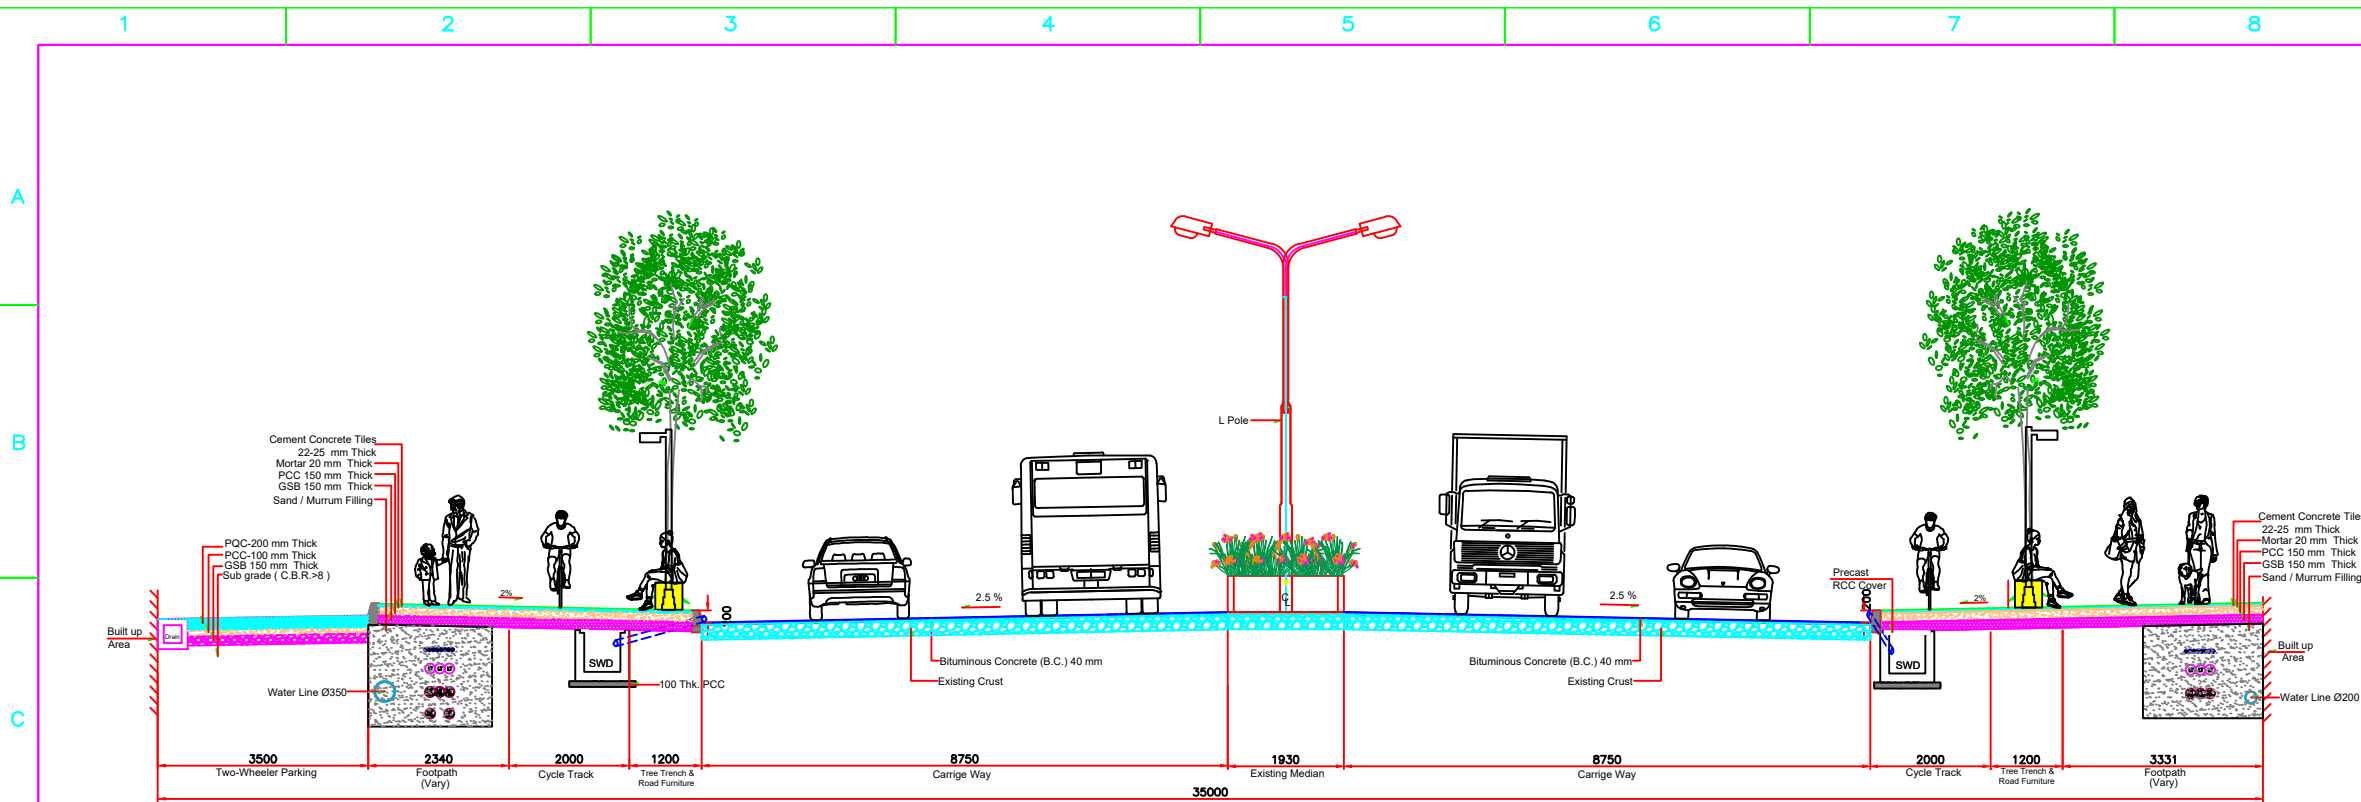 1 2 3 4 5 6 7 8
A
B
C
L Pole
Cement Concrete Tiles
22-25 mm Thick
Mortar 20 mm Thick
PCC 150 mm Thick
GSB 150 mm Thick
Sand / Murrum Filling
PQC-200 mm Thick
PCC-100 mm Thick
GSB 150 mm Thick
Sub grade ( C.B.R.>8 )
2%
2.5 %
C
L
2.5 %
Precast
RCC Cover
200
2%
Cement Concrete Tile
22-25 mm Thick
Mortar 20 mm Thick
PCC 150 mm Thick
GSB 150 mm Thick
Sand / Murrum Filling
Built up
Area
Drain
SWD
100 Thk. PCC
Water Line Ø350
Bituminous Concrete (B.C.) 40 mm
Existing Crust
Bituminous Concrete (B.C.) 40 mm
Existing Crust
SWD
Built up
Area
Water Line Ø200
3500 2340 2000 1200 8750 1930 8750 2000 1200 3331
Two-Wheeler Parking
Footpath
(Vary)
Cycle Track
Tree Trench &
Road Furniture
Carrige Way
Existing Median
Carrige Way
Cycle Track
Tree Trench &
Road Furniture
Footpath
(Vary)
35000